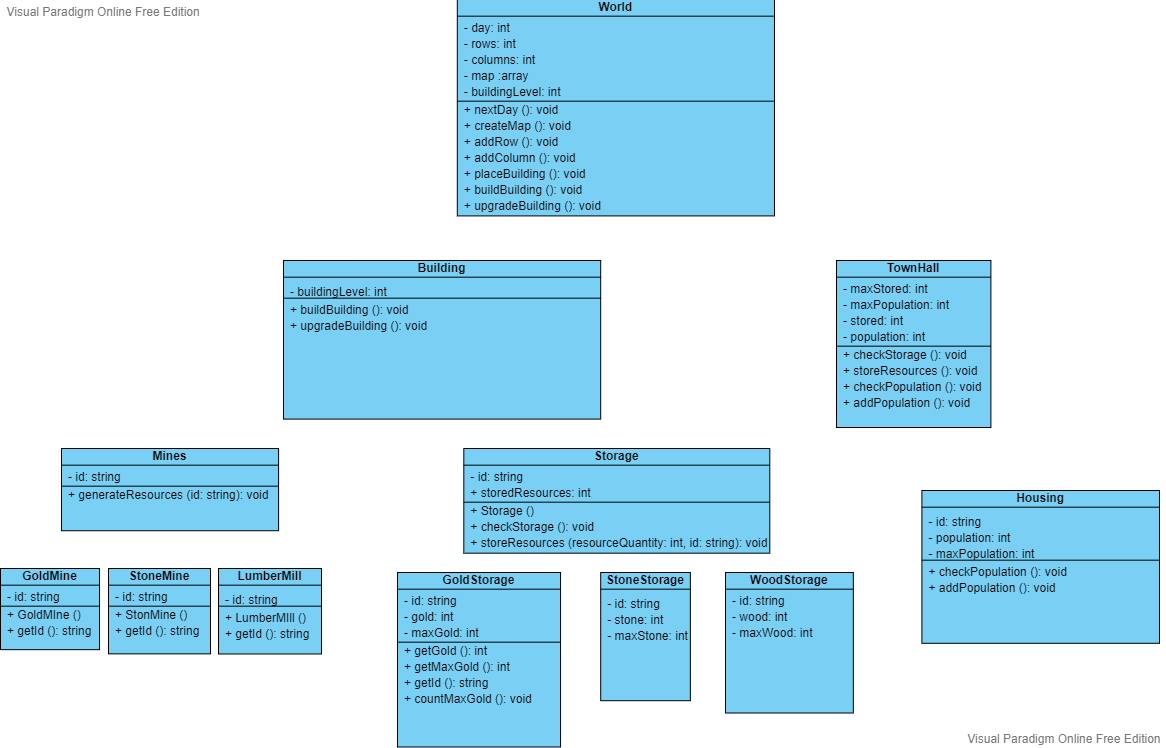 Visual Paradigm Online Free Edition
World
- day: int
- rows: int
- columns: int
- map :array
- buildingLevel: int
+ nextDay (): void
+ createMap (): void
+ addRow (): void
+ addColumn (): void
+ placeBuilding (): void
+ buildBuilding (): void
+ upgradeBuilding (): void
Building
- buildingLevel: int
+ buildBuilding (): void
+ upgradeBuilding (): void
TownHall
- maxStored: int
- maxPopulation: int
- stored: int
- population: int
+ checkStorage (): void
+ storeResources (): void
+ checkPopulation (): void
+ addPopulation (): void
Mines
- id: string
+ generateResources (id: string): void
Storage
- id: string
+ storedResources: int
+ Storage ()
+ checkStorage (): void
+ storeResources (resourceQuantity: int, id: string): void
Housing
- id: string
- population: int
- maxPopulation: int
+ checkPopulation (): void
+ addPopulation (): void
GoldMine
- id: string
+ GoldMIne ()
+ getId (): string
StoneMine
- id: string
+ StonMine ()
+ getId (): string
LumberMill
- id: string
+ LumberMIll ()
+ getId (): string
GoldStorage
- id: string
- gold: int
- maxGold: int
+ getGold (): int
+ getMaxGold (): int
+ getId (): string
+ countMaxGold (): void
StoneStorage
- id: string
- stone: int
- maxStone: int
WoodStorage
- id: string
- wood: int
- maxWood: int
Visual Paradigm Online Free Edition